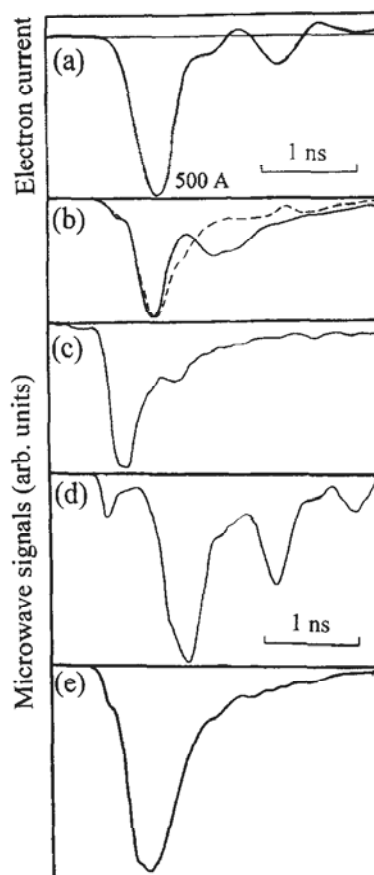 Electron current
(a)
500 A
1 ns
Microwave signals (arb. units)
(b)
(c)
(d)
1 ns
(e)